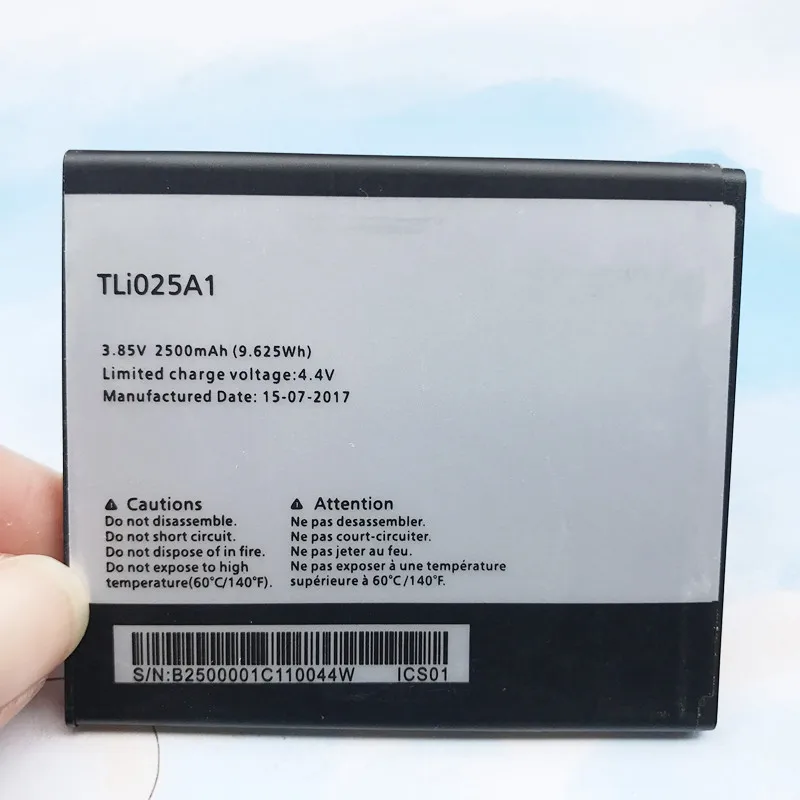 TLi025A1
3.85V 2500mAh (9.625Wh)
Limited charge voltage:4.4V
Manufactured Date: 15-07-2017
⚠ Cautions
Do not disassemble.
Do not short circuit.
Do not dispose of in fire.
Do not expose to high
temperature(60°C/140°F).
⚠ Attention
Ne pas desassembler.
Ne pas court-circuiter.
Ne pas jeter au feu.
Ne pas exposer à une température
supérieure à 60°C/140°F.
S/N:B2500001C110044W ICS01